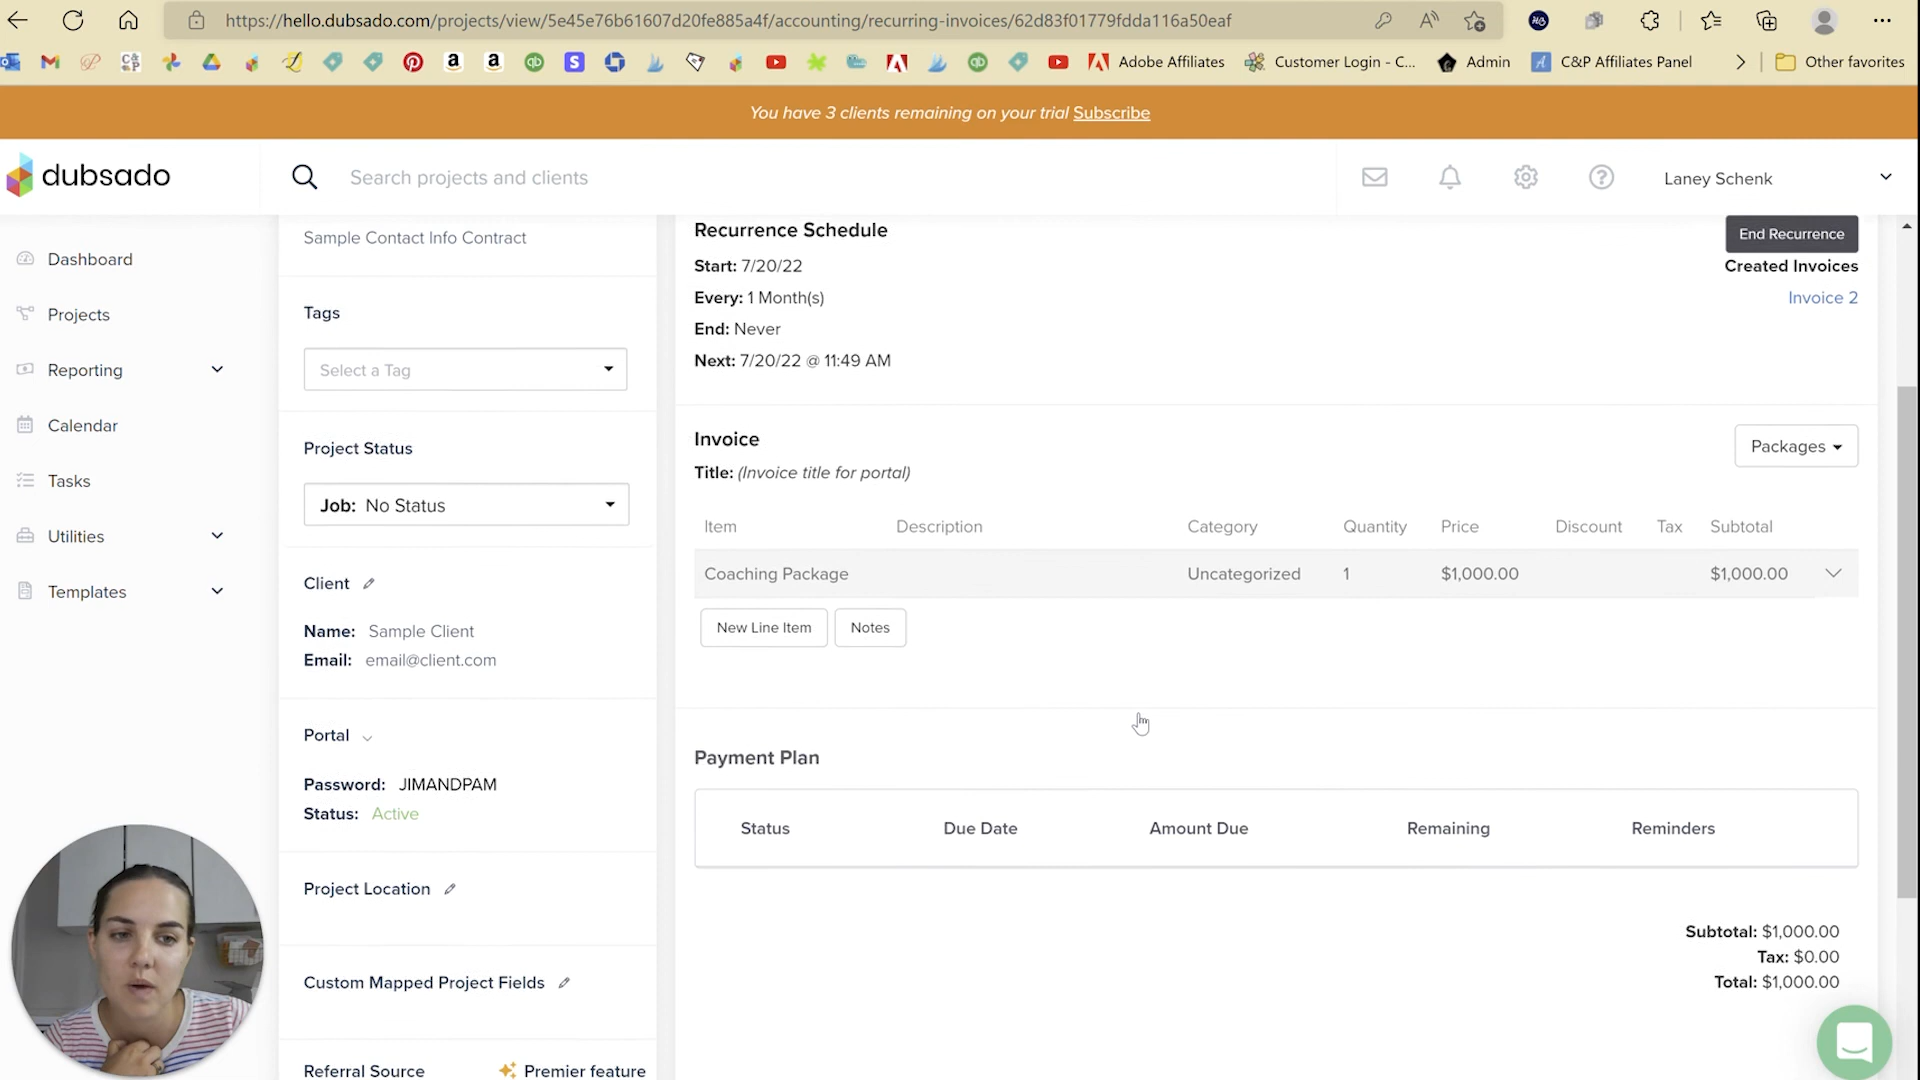 https://hello.dubsado.com/projects/view/5e45e76b61607d20fe885a4f/accounting/recurring-invoices/62d83f01779fdda116a50eaf
Adobe Affiliates
Customer Login - C...
Admin
C&P Affiliates Panel
Other favorites
You have 3 clients remaining on your trial Subscribe
dubsado
Search projects and clients
Laney Schenk
Dashboard
Projects
Reporting
Calendar
Tasks
Utilities
Templates
Sample Contact Info Contract
Tags
Select a Tag
Project Status
Job: No Status
Client
Name: Sample Client
Email: email@client.com
Portal
Password: JIMANDPAM
Status: Active
Project Location
Custom Mapped Project Fields
Referral Source
Premier feature
Recurrence Schedule
Start: 7/20/22
Every: 1 Month(s)
End: Never
Next: 7/20/22 @ 11:49 AM
End Recurrence
Created Invoices
Invoice 2
Invoice
Title: (Invoice title for portal)
Packages
Item Description Category Quantity Price Discount Tax Subtotal
Coaching Package Uncategorized 1 $1,000.00 $1,000.00
New Line Item
Notes
Payment Plan
Status Due Date Amount Due Remaining Reminders
Subtotal: $1,000.00
Tax: $0.00
Total: $1,000.00